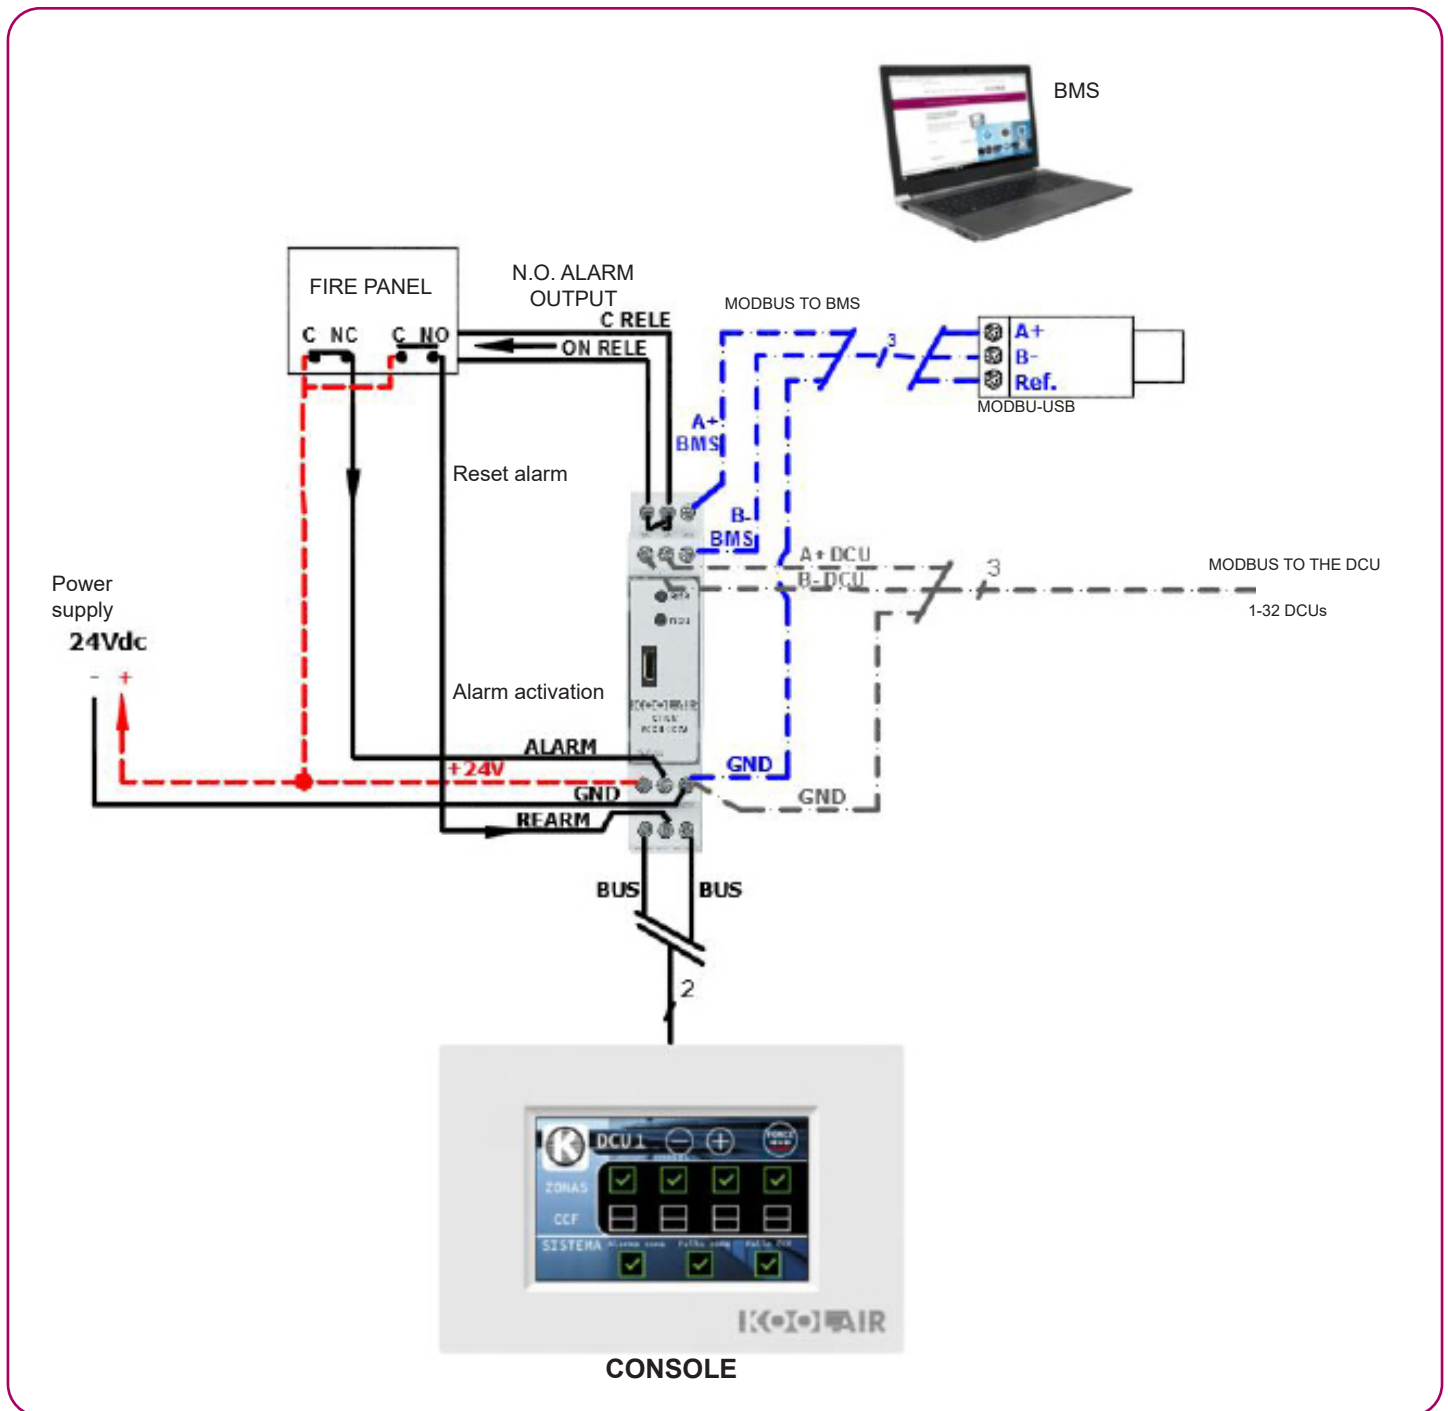 BMS
FIRE PANEL
C NC C NO
N.O. ALARM
OUTPUT
C RELE
ON RELE
MODBUS TO BMS
3
A+
B-
Ref.
MODBU-USB
A+
BMS
Reset alarm
B-
BMS
A+ DCU
B- DCU
3
MODBUS TO THE DCU
1-32 DCUs
Power
supply
24Vdc
- +
Alarm activation
ALARM
+24V
GND
REARM
GND
GND
BUS BUS
2
K DCU 1 − +
ZONAS
CCF
SISTEMA
KOOLAIR
CONSOLE